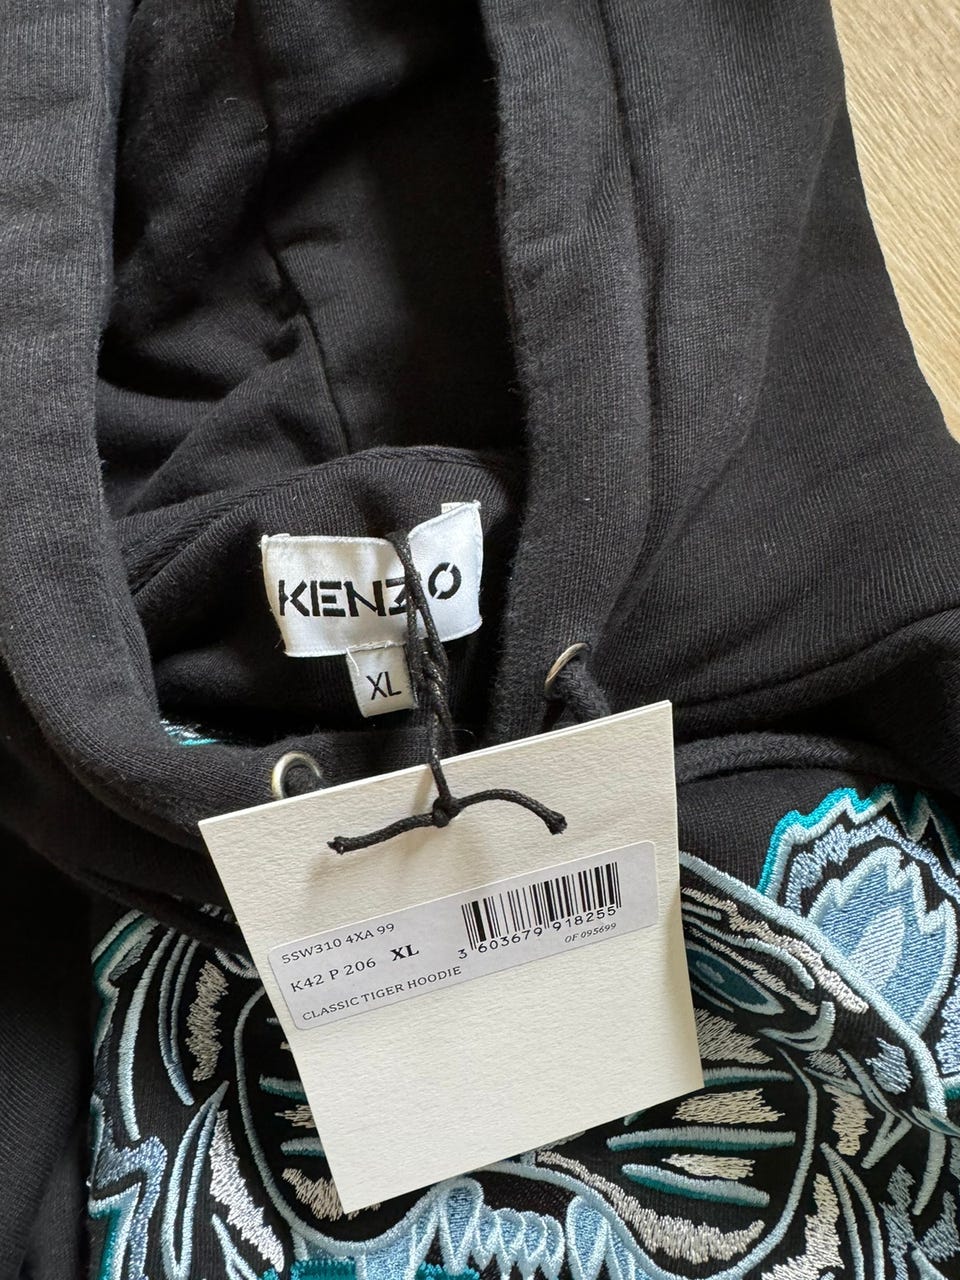 KENZO
XL
5SW310 4XA 99
K42 P 206 XL
CLASSIC TIGER HOODIE
3 603679 918255
OF 095699